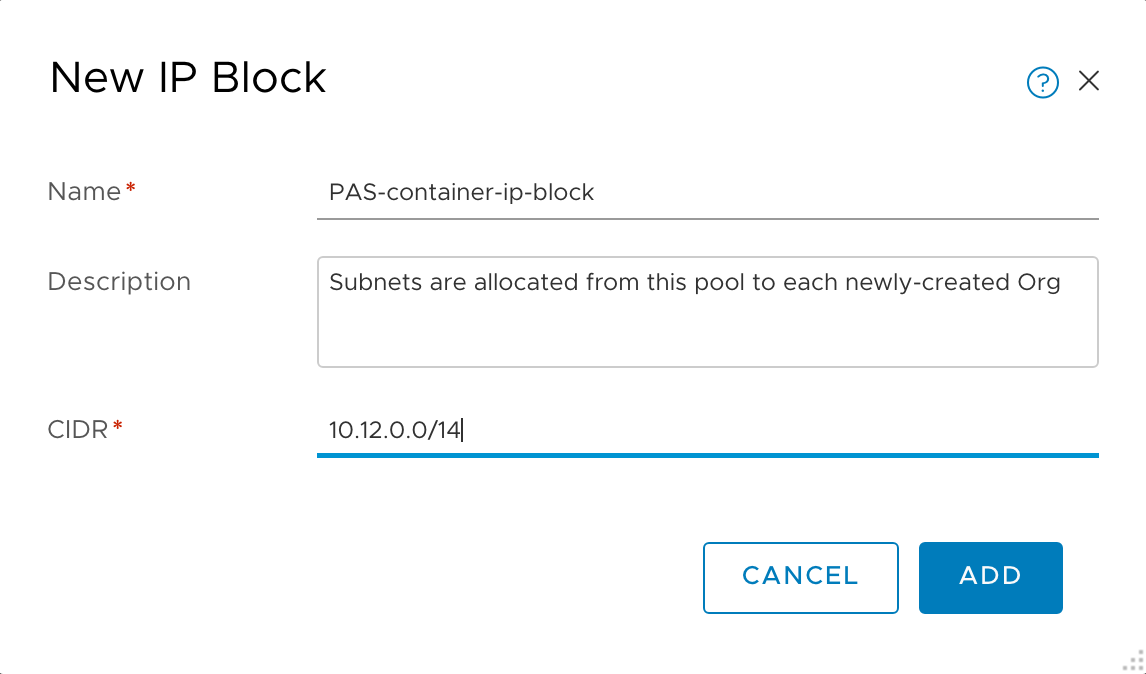 New IP Block
?
Name*
PAS-container-ip-block
Description
Subnets are allocated from this pool to each newly-created Org
CIDR*
10.12.0.0/14
CANCEL
ADD